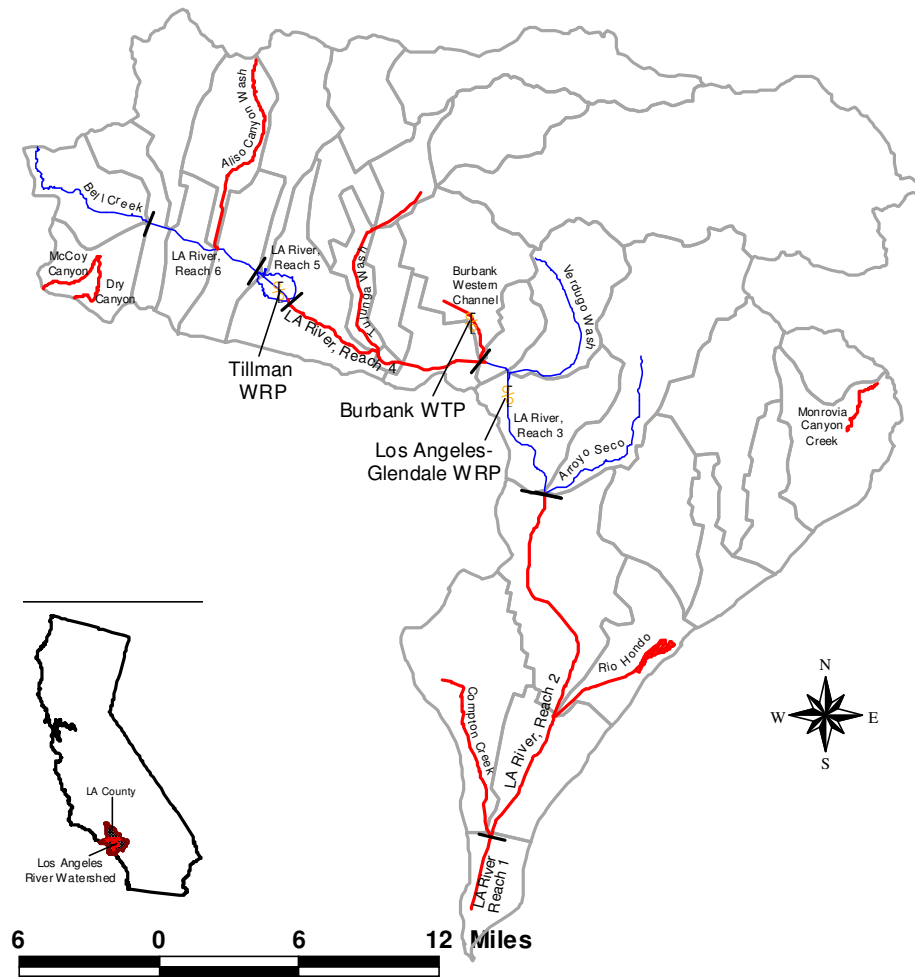 Aliso Canyon Wash
Bell Creek
McCoy
Canyon
Dry
Canyon
LA River,
Reach 6
LA River,
Reach 5
Tujunga Wash
LA River, Reach 4
Tillman
WRP
Burbank
Western
Channel
Burbank WTP
Verdugo Wash
Los Angeles-
Glendale WRP
LA River,
Reach 3
Arroyo Seco
Monrovia
Canyon
Creek
Rio Hondo
LA River, Reach 2
Compton Creek
LA River
Reach 1
N
W
E
S
LA County
Los Angeles
River Watershed
6 0 6 12 Miles